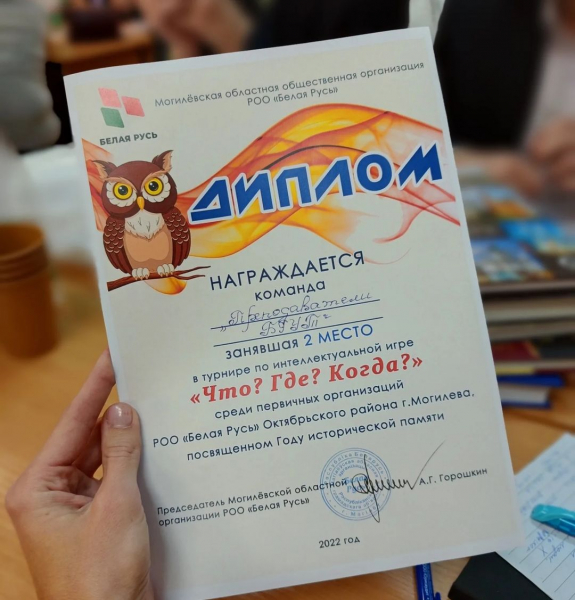 Могилёвская областная общественная организация
РОО «Белая Русь»
БЕЛАЯ РУСЬ
ДИПЛОМ
НАГРАЖДАЕТСЯ
команда
„Преподаватели
БГУТ"
занявшая 2 МЕСТО
в турнире по интеллектуальной игре
«Что? Где? Когда?»
среди первичных организаций
РОО «Белая Русь» Октябрьского района г.Могилева,
посвященном Году исторической памяти
Председатель Могилёвской областной
организации РОО «Белая Русь»
А.Г. Горошкин
2022 год